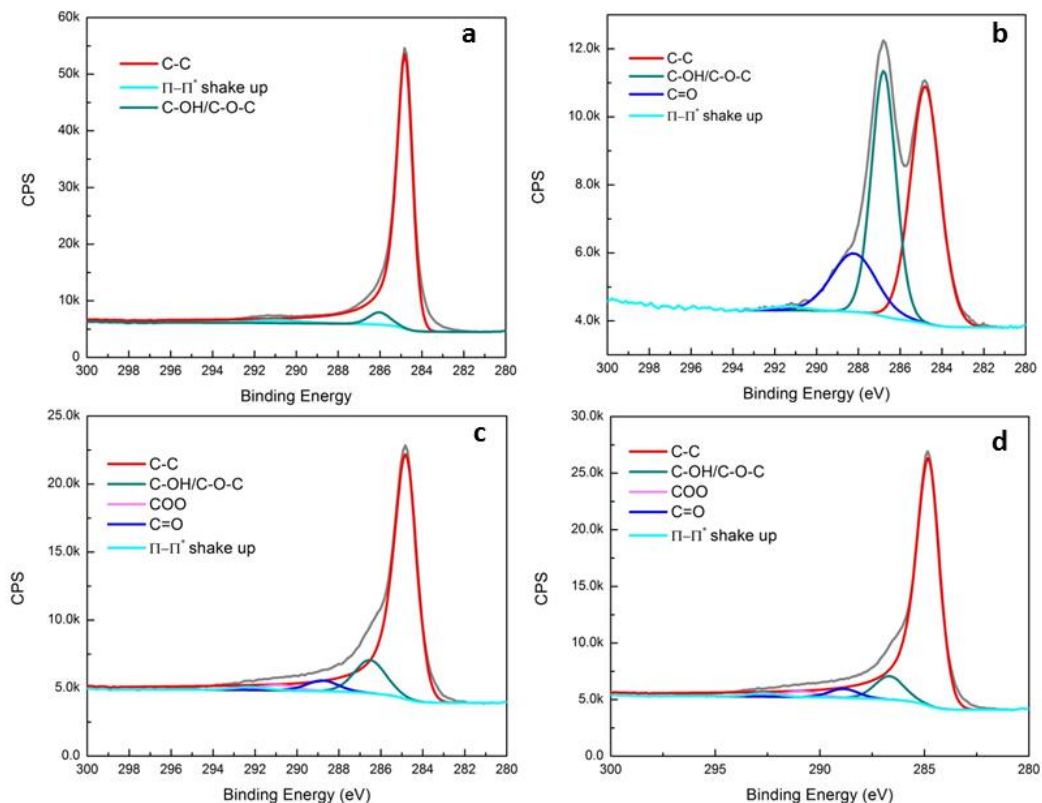 a
60k
50k
40k
30k
20k
10k
0
CPS
C-C
Π–Π* shake up
C-OH/C-O-C
300 298 296 294 292 290 288 286 284 282 280
Binding Energy
b
12.0k
10.0k
8.0k
6.0k
4.0k
CPS
C-C
C-OH/C-O-C
C=O
Π–Π* shake up
300 298 296 294 292 290 288 286 284 282 280
Binding Energy (eV)
c
25.0k
20.0k
15.0k
10.0k
5.0k
0.0
CPS
C-C
C-OH/C-O-C
COO
C=O
Π–Π* shake up
300 298 296 294 292 290 288 286 284 282 280
Binding Energy (eV)
d
30.0k
25.0k
20.0k
15.0k
10.0k
5.0k
0.0
CPS
C-C
C-OH/C-O-C
COO
C=O
Π–Π* shake up
300 295 290 285 280
Binding Energy (eV)